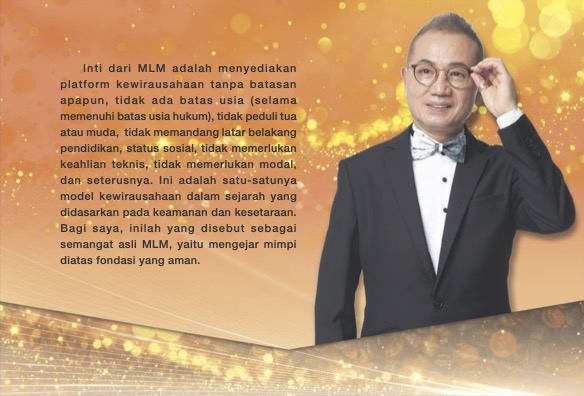 Inti dari MLM adalah menyediakan
platform kewirausahaan tanpa batasan
apapun, tidak ada batas usia (selama
memenuhi batas usia hukum), tidak peduli tua
atau muda, tidak memandang latar belakang
pendidikan, status sosial, tidak memerlukan
keahlian teknis, tidak memerlukan modal,
dan seterusnya. Ini adalah satu-satunya
model kewirausahaan dalam sejarah yang
didasarkan pada keamanan dan kesetaraan.
Bagi saya, inilah yang disebut sebagai
semangat asli MLM, yaitu mengejar mimpi
diatas fondasi yang aman.